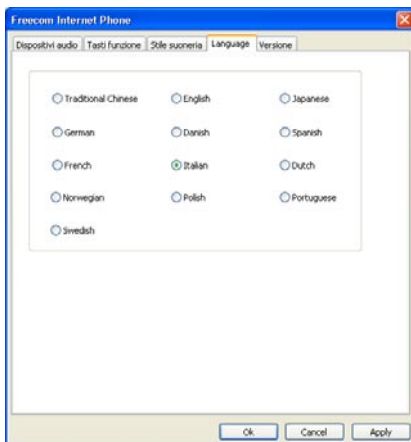 Freecom Internet Phone
Dispositivi audio Tasti funzione Stile suoneria Language Versione
Traditional Chinese English Japanese
German Danish Spanish
French Italian Dutch
Norwegian Polish Portuguese
Swedish
Ok Cancel Apply